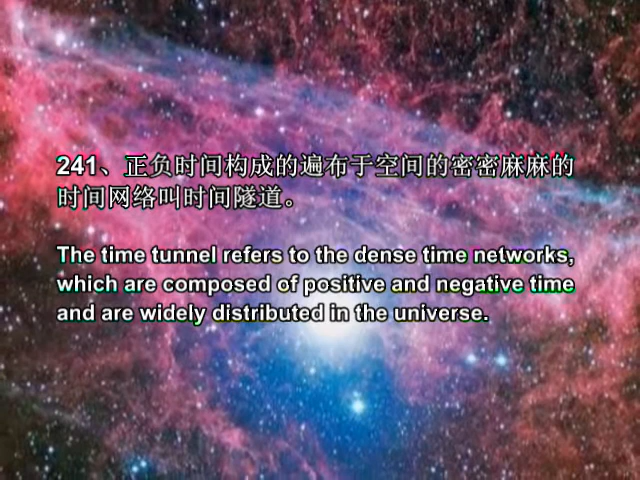 241、正负时间构成的遍布于空间的密密麻麻的
时间网络叫时间隧道。
The time tunnel refers to the dense time networks,
which are composed of positive and negative time
and are widely distributed in the universe.